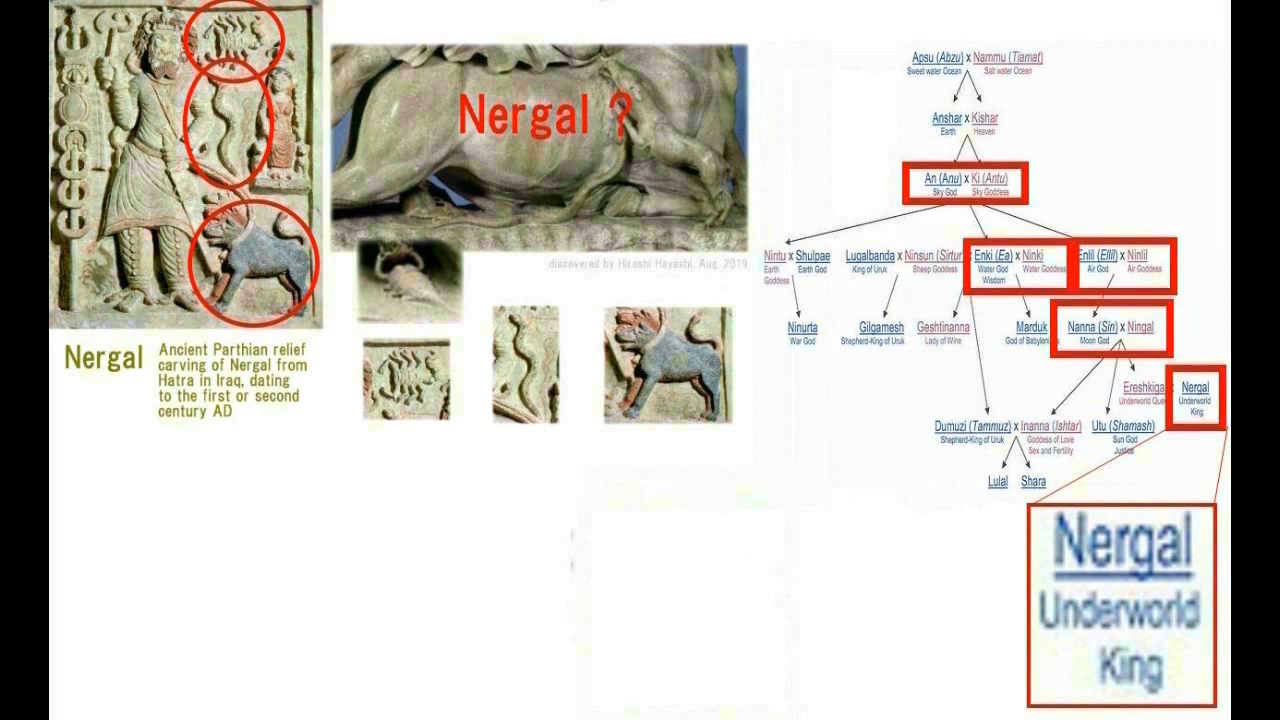 Nergal
Ancient Parthian relief
carving of Nergal from
Hatra in Iraq, dating
to the first or second
century AD
Nergal ?
discovered by Hiroshi Hayashi, Aug, 2019
Apsu (Abzu) x Nammu (Tiamat)
Sweet water Ocean Salt water Ocean
Anshar x Kishar
Earth Heaven
An (Anu) x Ki (Antu)
Sky God Sky Goddess
Nintu x Shulpae Lugalbanda x Ninsun (Sirtur Enki (Ea) x Ninki Enlil (Ellil) x Ninlil
Earth Goddess Earth God King of Uruk Sheep Goddess Water God Wisdom Water Goddess Air God Air Goddess
Ninurta Gilgamesh Geshtinanna Marduk Nanna (Sin) x Ningal
War God Shepherd-King of Uruk Lady of Wine God of Babylonians Moon God
Ereshkiga Nergal
Underworld Que Underworld King
Dumuzi (Tammuz) x Inanna (Ishtar) Utu (Shamash)
Shepherd-King of Uruk Goddess of Love Sex and Fertility Sun God Justice
Lulal Shara
Nergal
Underworld
King